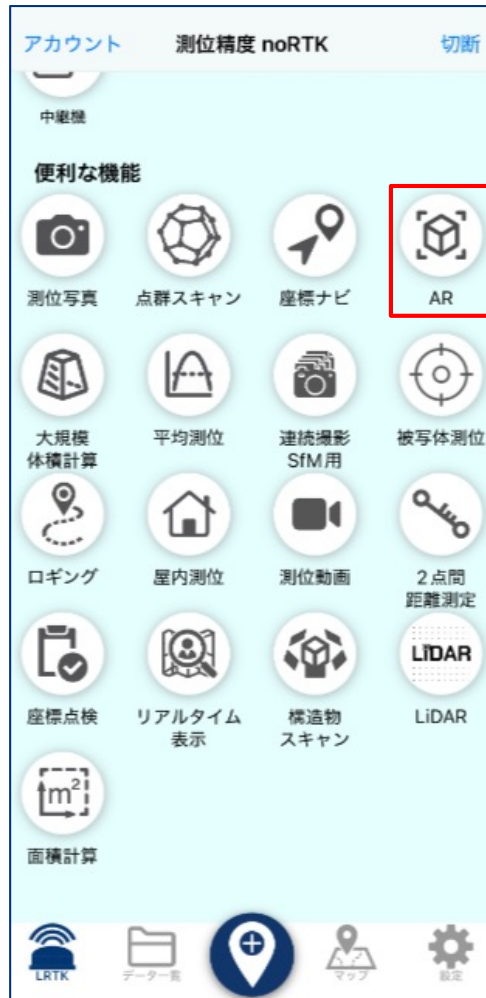 アカウント 測位精度 noRTK 切断
中継機
便利な機能
測位写真 点群スキャン 座標ナビ AR
大規模 平均測位 連続撮影 被写体測位
体積計算 SfM用
ロギング 屋内測位 測位動画 2点間
距離測定
LiDAR
座標点検 リアルタイム 構造物 LiDAR
表示 スキャン
m²
面積計算
LRTK データ一覧 マップ 設定